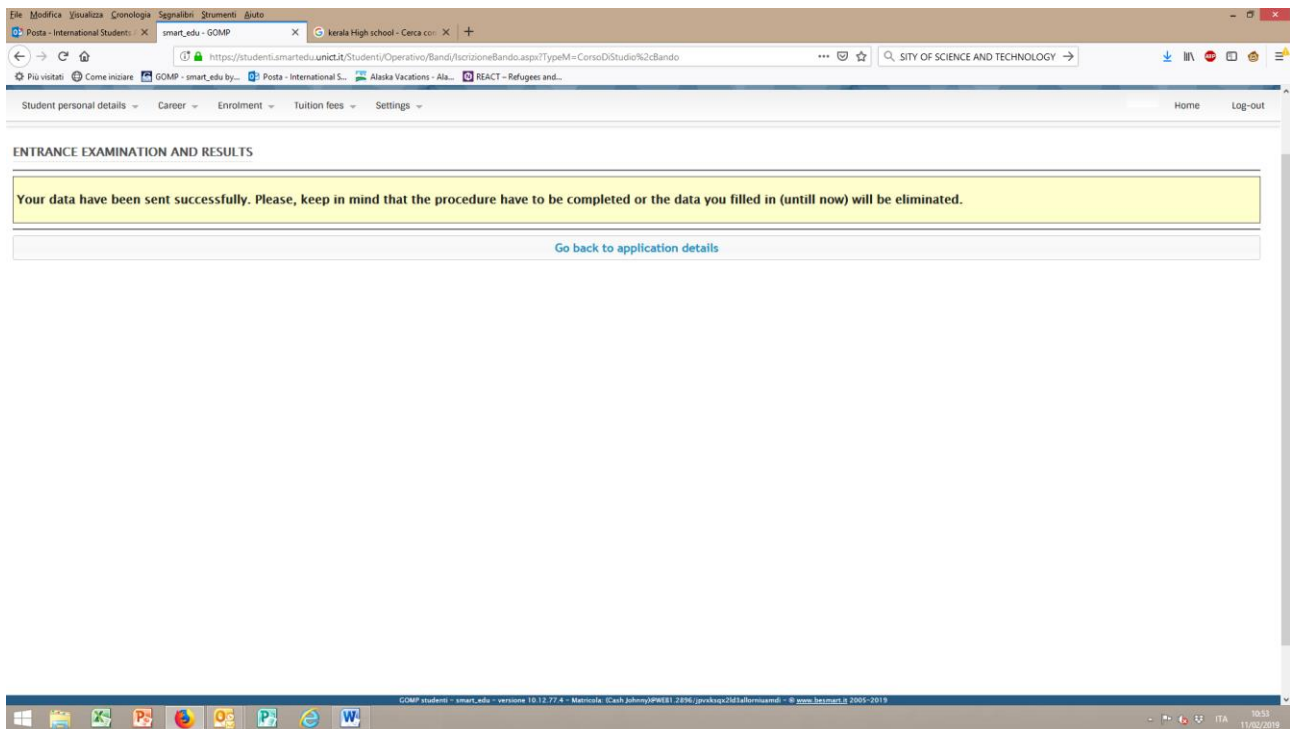 File Modifica Visualizza Cronologia Segnalibri Strumenti Aiuto
Posta - International Students smart_edu - GOMP kerala High school - Cerca con
https://studenti.smartedu.unict.it/Studenti/Operativo/Bandi/IscrizioneBando.aspx?TypeM=CorsoDiStudio%2cBando SITY OF SCIENCE AND TECHNOLOGY
Più visitati Come iniziare GOMP - smart_edu by... Posta - International S... Alaska Vacations - Ala... REACT – Refugees and...
Student personal details Career Enrolment Tuition fees Settings Home Log-out
ENTRANCE EXAMINATION AND RESULTS
Your data have been sent successfully. Please, keep in mind that the procedure have to be completed or the data you filled in (untill now) will be eliminated.
Go back to application details
GOMP studenti - smart_edu - versione 10.12.77.4 - Matricola: (Cash Johnny) - © www.besmart.it 2005-2019
ITA 10:53
11/02/2019